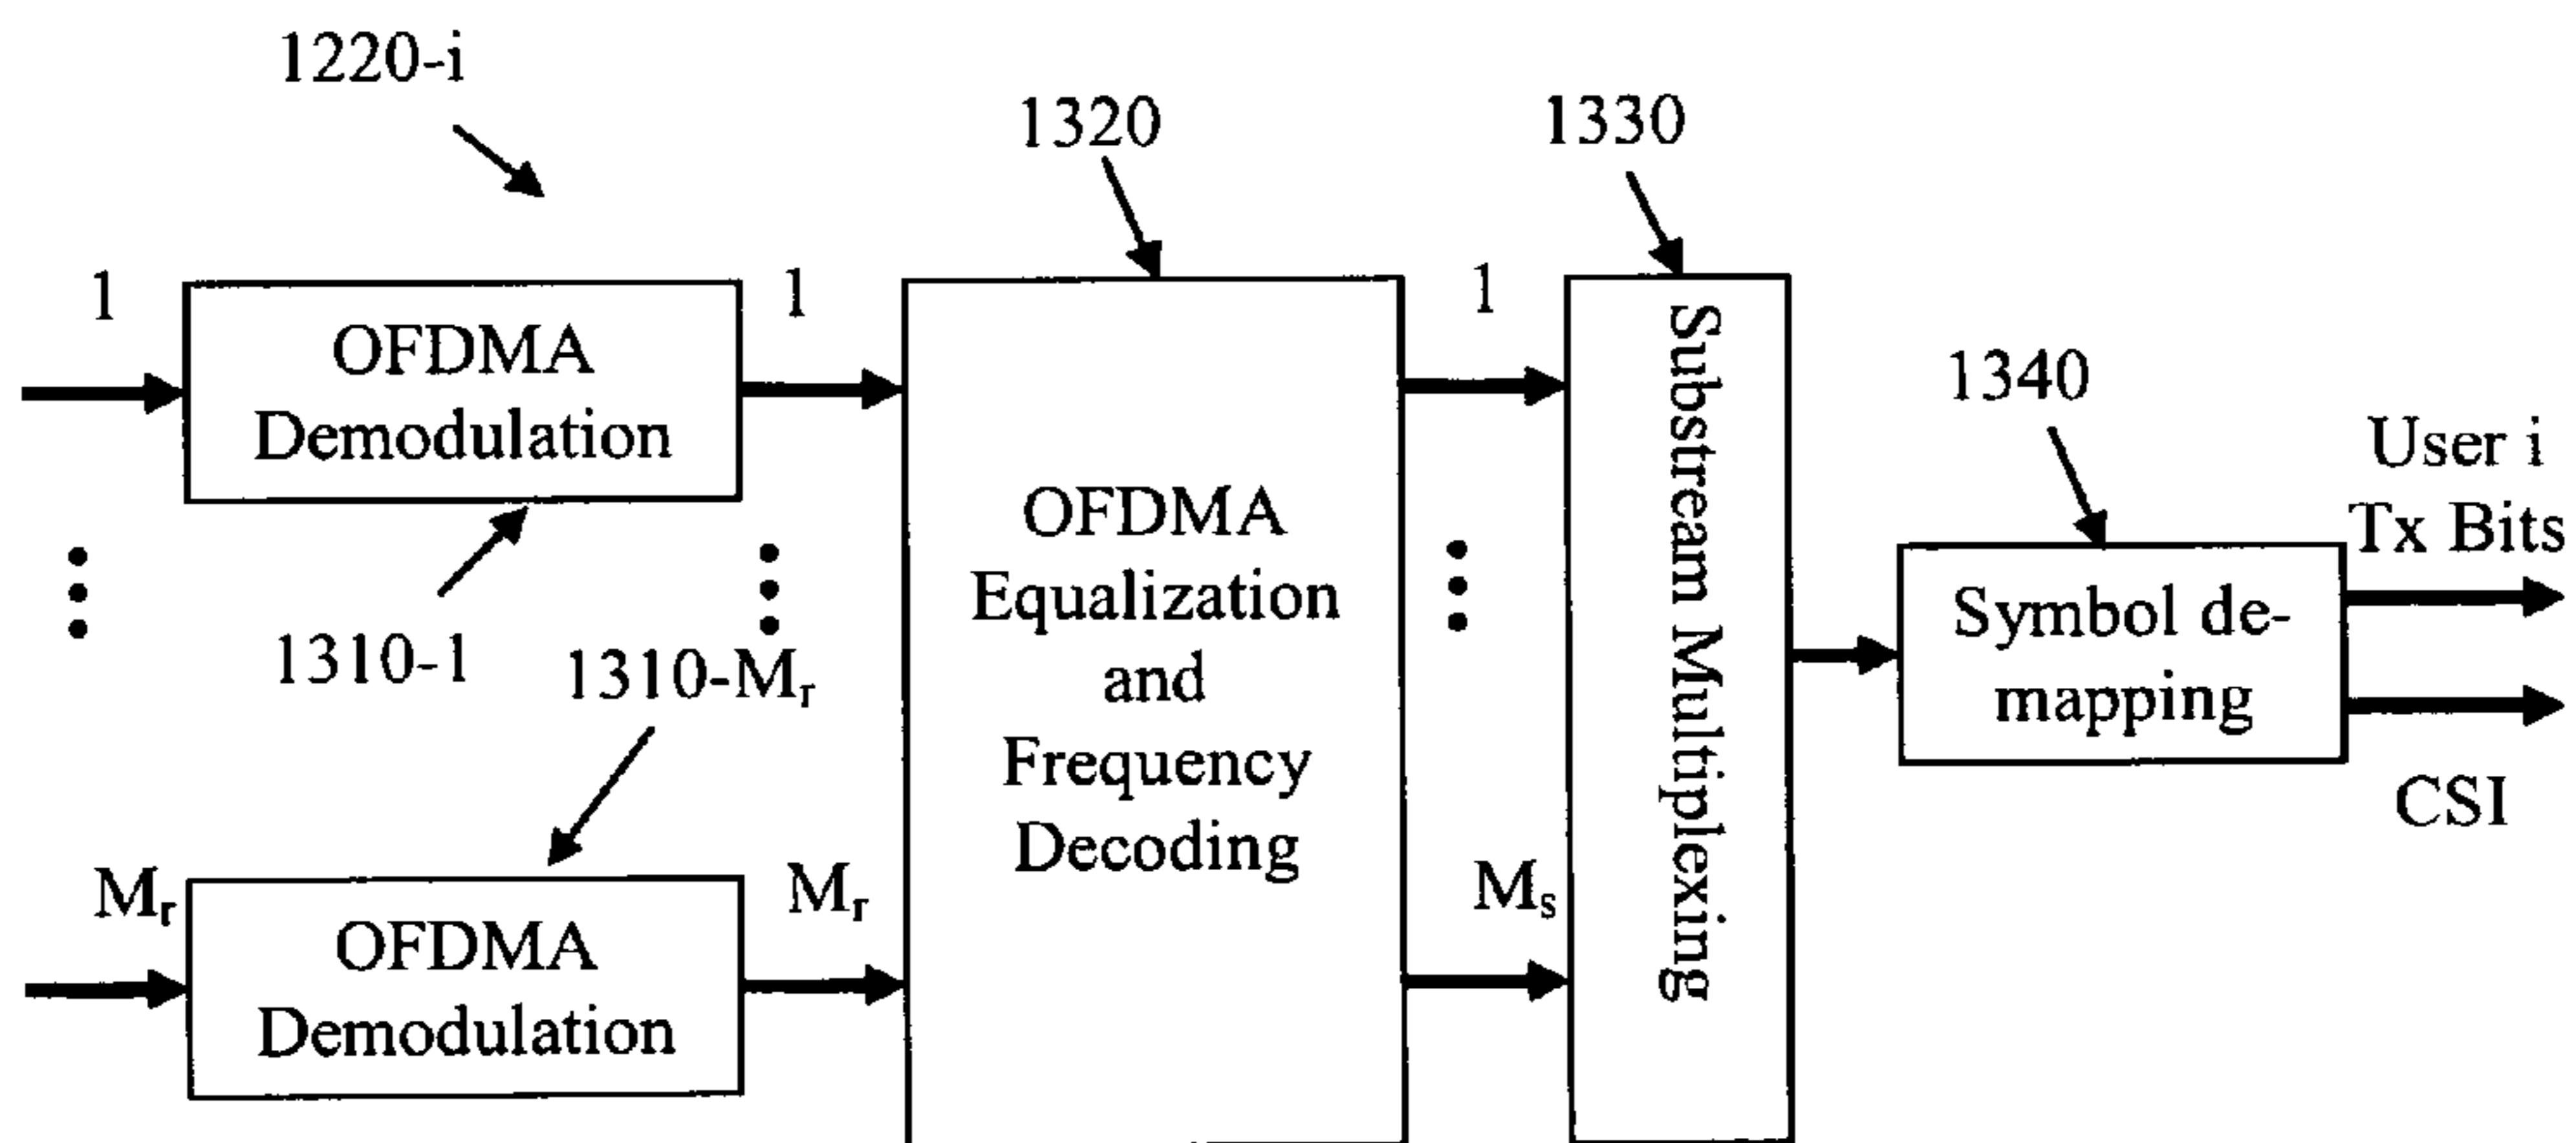 1220-i
1320
1330
1
1
1
OFDMA
Demodulation
1310-1
1310-Mr
Mr
Mr
OFDMA
Demodulation
OFDMA
Equalization
and
Frequency
Decoding
Ms
Substream Multiplexing
1340
Symbol de-
mapping
User i
Tx Bits
CSI